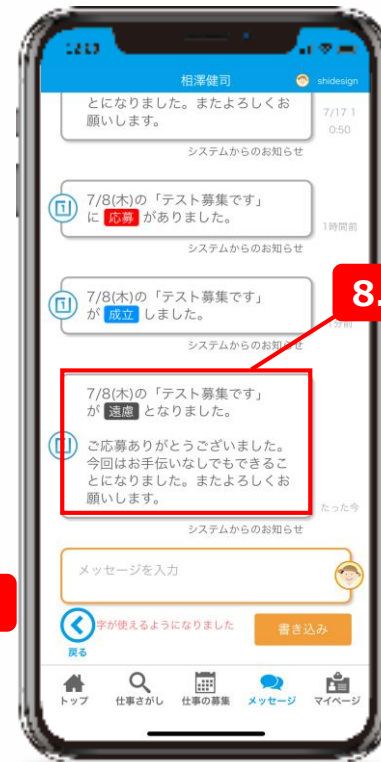 相澤健司
shidesign
とになりました。またよろしくお
願いします。
7/17 1
0:50
システムからのお知らせ
7/8(木)の「テスト募集です」
に 応募 がありました。
1時間前
システムからのお知らせ
7/8(木)の「テスト募集です」
が 成立 しました。
8.
分前
システムからのお知らせ
7/8(木)の「テスト募集です」
が 遠慮 となりました。
ご応募ありがとうございました。
今回はお手伝いなしでもできるこ
とになりました。またよろしくお
願いします。
たった今
システムからのお知らせ
メッセージを入力
字が使えるようになりました
書き込み
戻る
トップ
仕事さがし
仕事の募集
メッセージ
マイページ